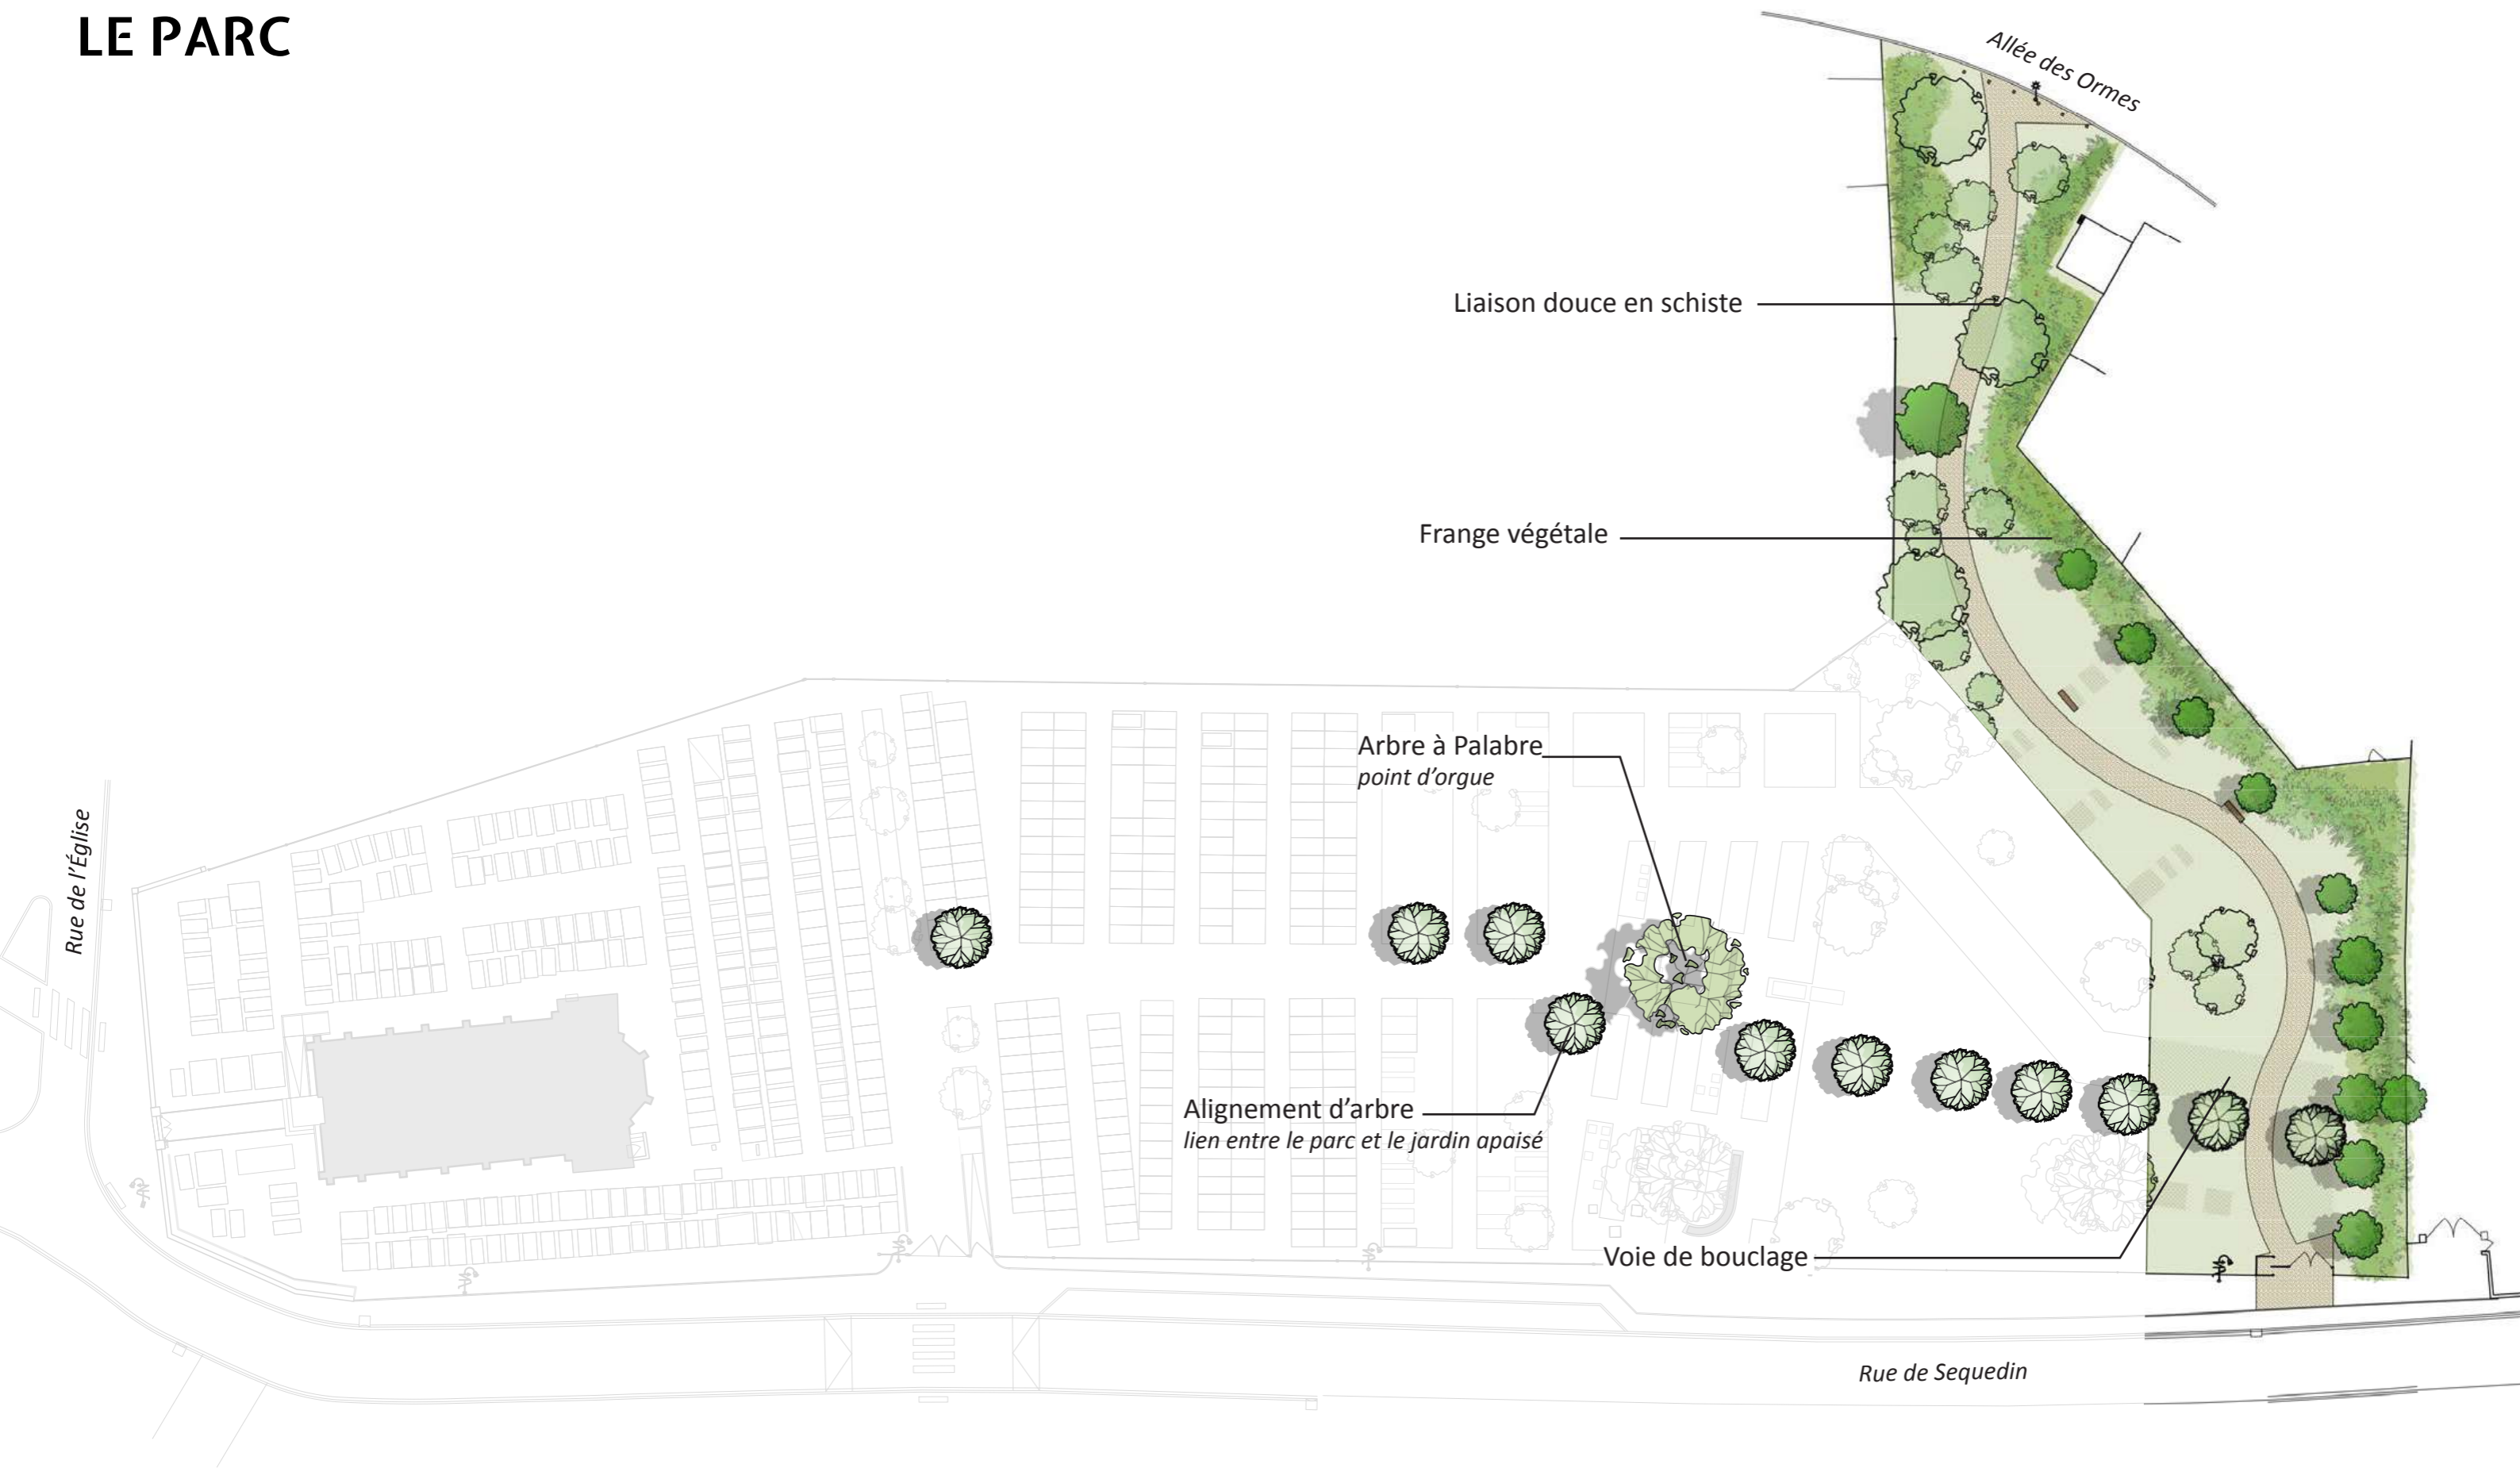 LE PARC
Allée des Ormes
Liaison douce en schiste
Frange végétale
Arbre à Palabre
point d'orgue
Rue de l'Église
Alignement d'arbre
lien entre le parc et le jardin apaisé
Voie de bouclage
Rue de Sequedin